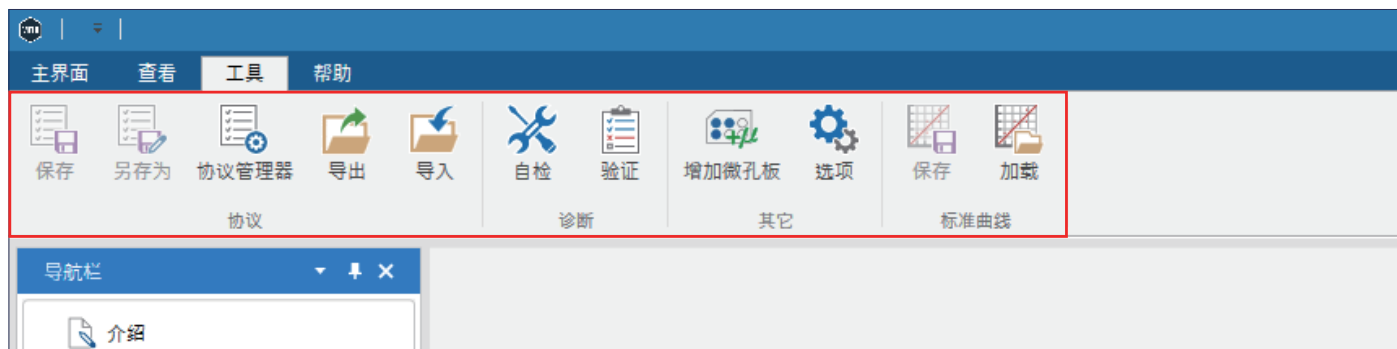 主界面 查看 工具 帮助
保存 另存为 协议管理器 导出 导入 自检 验证 增加微孔板 选项 保存 加载
协议 诊断 其它 标准曲线
导航栏
介绍